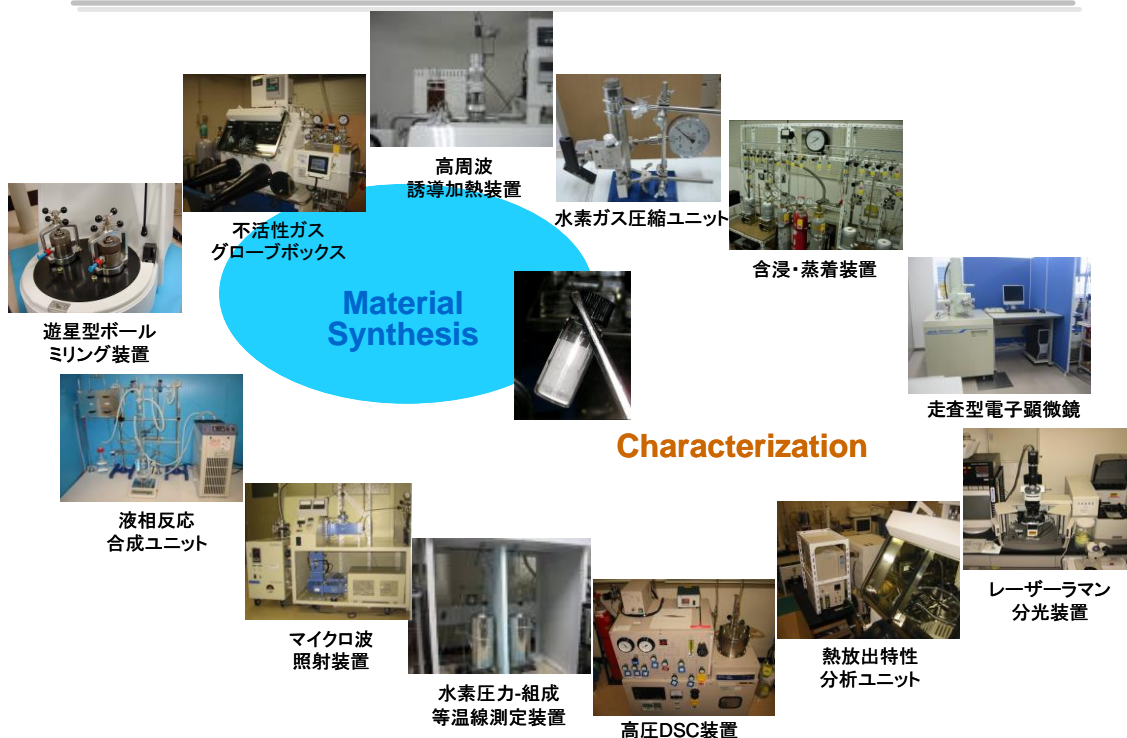 高周波
誘導加熱装置
水素ガス圧縮ユニット
不活性ガス
グローブボックス
含浸・蒸着装置
Material
Synthesis
遊星型ボール
ミリング装置
走査型電子顕微鏡
Characterization
液相反応
合成ユニット
レーザーラマン
分光装置
マイクロ波
照射装置
熱放出特性
分析ユニット
水素圧力-組成
等温線測定装置
高圧DSC装置